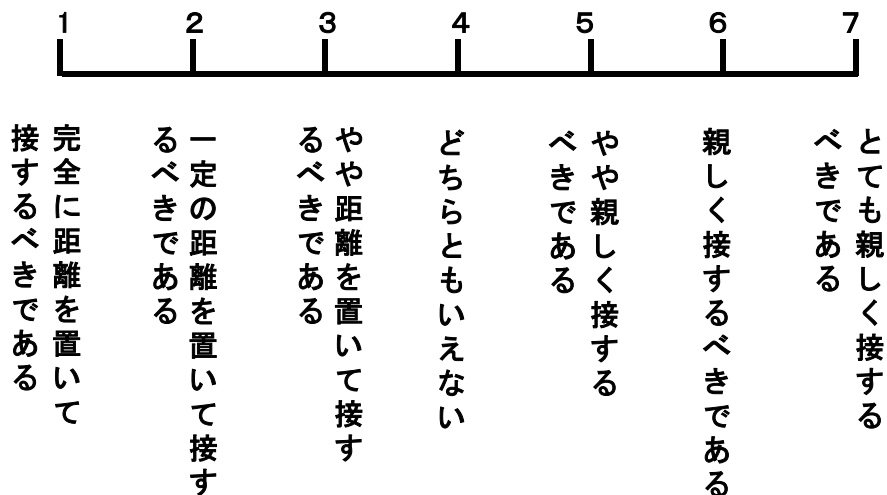 1 2 3 4 5 6 7
完全に距離を置いて
接するべきである
一定の距離を置いて接す
るべきである
やや距離を置いて接す
るべきである
どちらともいえない
やや親しく接する
べきである
親しく接するべきである
とても親しく接する
べきである